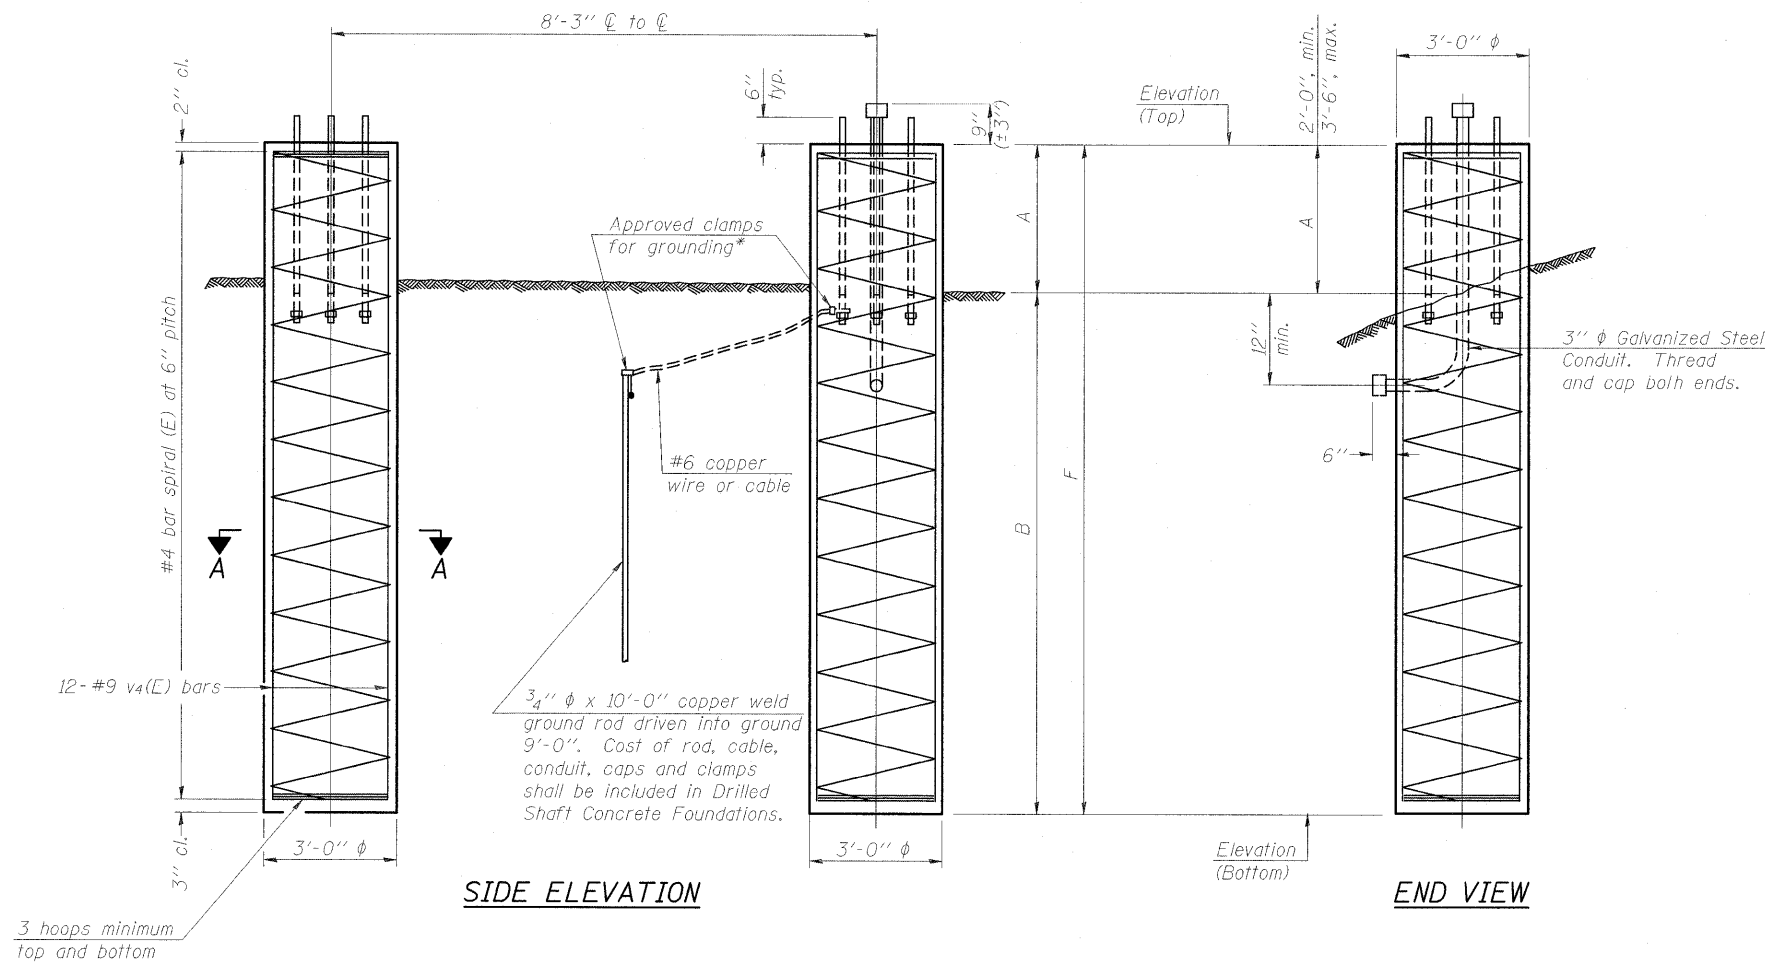 8'-3" ℄ to ℄
2" cl.
6"
typ.
9"
(±3")
Elevation
(Top)
2'-0", min.
3'-6", max.
3'-0" ϕ
Approved clamps
for grounding*
A
A
#4 bar spiral (E) at 6" pitch
12"
min.
3" ϕ Galvanized Steel
Conduit. Thread
and cap both ends.
6"
#6 copper
wire or cable
F
B
A
A
12- #9 v4(E) bars
3/4" ϕ x 10'-0" copper weld
ground rod driven into ground
9'-0". Cost of rod, cable,
conduit, caps and clamps
shall be included in Drilled
Shaft Concrete Foundations.
3" cl.
3'-0" ϕ
3'-0" ϕ
Elevation
(Bottom)
SIDE ELEVATION
END VIEW
3 hoops minimum
top and bottom